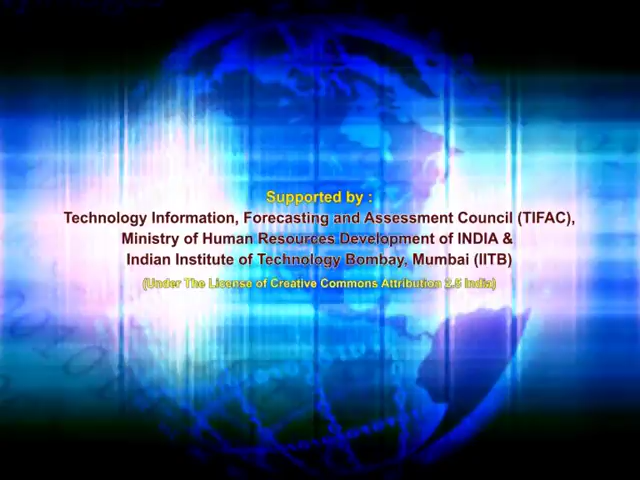 Supported by :
Technology Information, Forecasting and Assessment Council (TIFAC),
Ministry of Human Resources Development of INDIA &
Indian Institute of Technology Bombay, Mumbai (IITB)
(Under The License of Creative Commons Attribution 2.5 India)